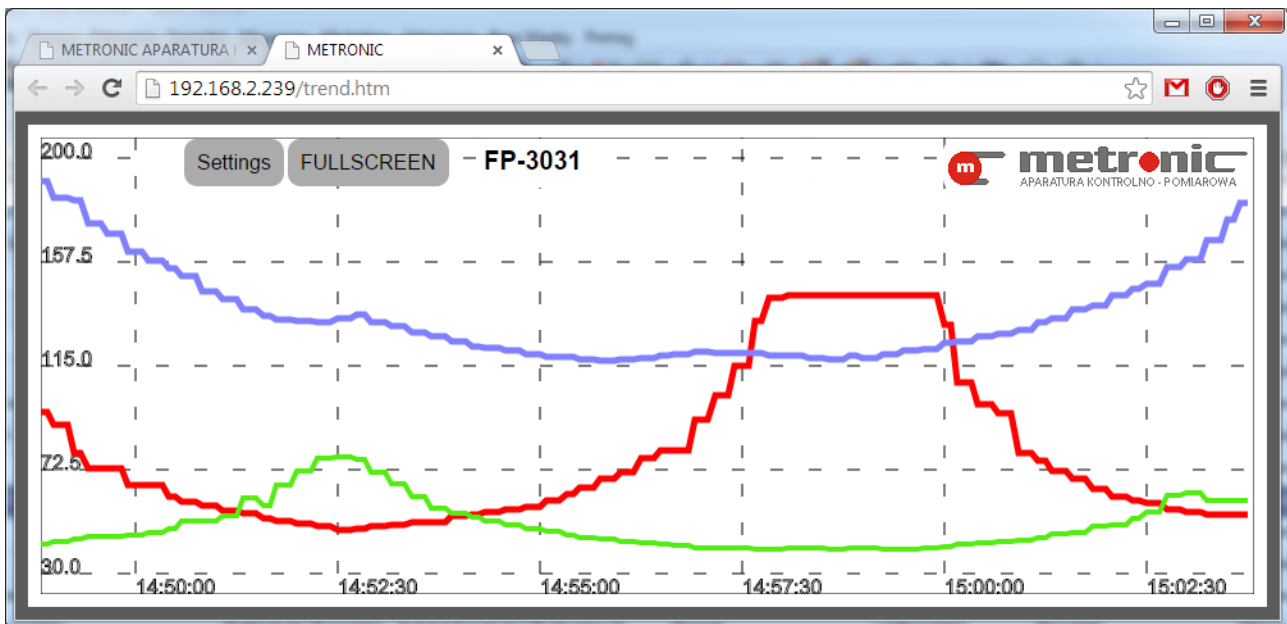 METRONIC APARATURA
METRONIC
192.168.2.239/trend.htm
200.0
Settings
FULLSCREEN
FP-3031
m
metronic
APARATURA KONTROLNO - POMIAROWA
157.5
115.0
72.5
30.0
14:50:00
14:52:30
14:55:00
14:57:30
15:00:00
15:02:30